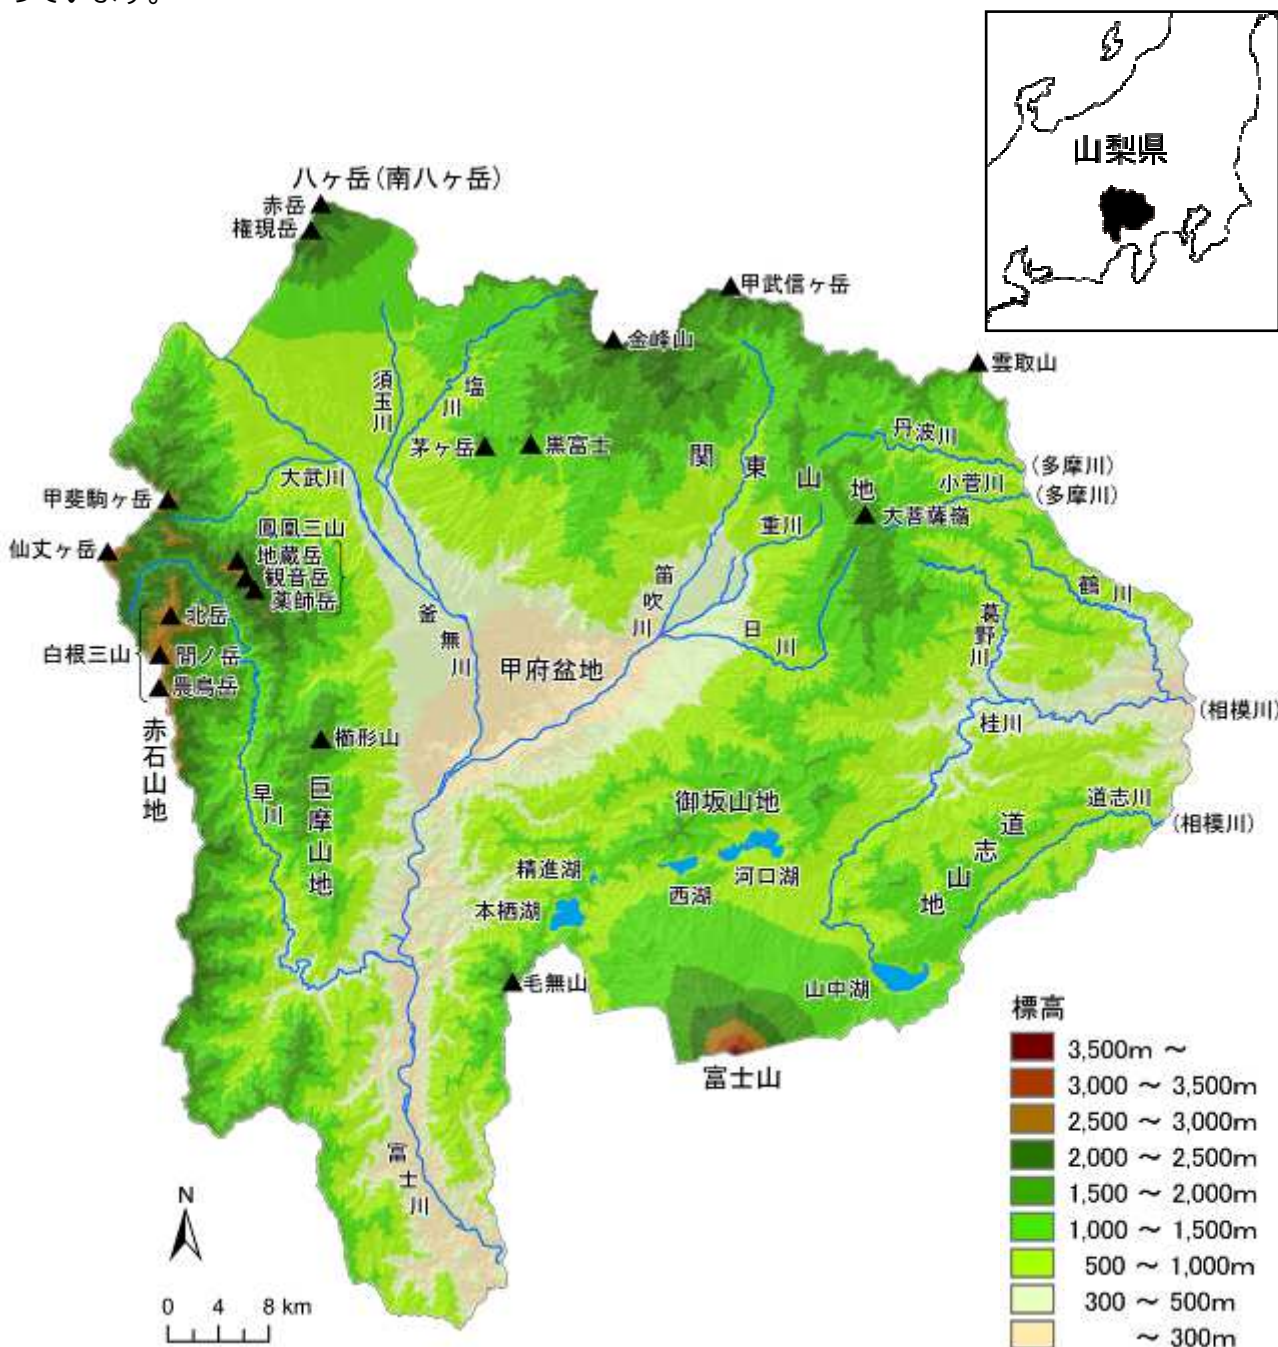 っています。
山梨県
八ヶ岳(南八ヶ岳)
赤岳
権現岳
甲武信ヶ岳
金峰山
雲取山
須玉川
塩川
茅ヶ岳
黒富士
関東山地
丹波川
(多摩川)
小菅川
(多摩川)
大武川
甲斐駒ヶ岳
大菩薩嶺
重川
鳳凰三山
仙丈ヶ岳
地蔵岳
観音岳
薬師岳
笛吹川
鶴川
葛野川
北岳
釜無川
日川
白根三山
間ノ岳
甲府盆地
農鳥岳
(相模川)
桂川
赤石山地
櫛形山
早川
巨摩山地
御坂山地
道志川
(相模川)
道志山地
精進湖
河口湖
西湖
本栖湖
毛無山
山中湖
富士山
富士川
標高
3,500m ～
3,000 ～ 3,500m
2,500 ～ 3,000m
2,000 ～ 2,500m
1,500 ～ 2,000m
1,000 ～ 1,500m
500 ～ 1,000m
300 ～ 500m
～ 300m
N
0 4 8 km